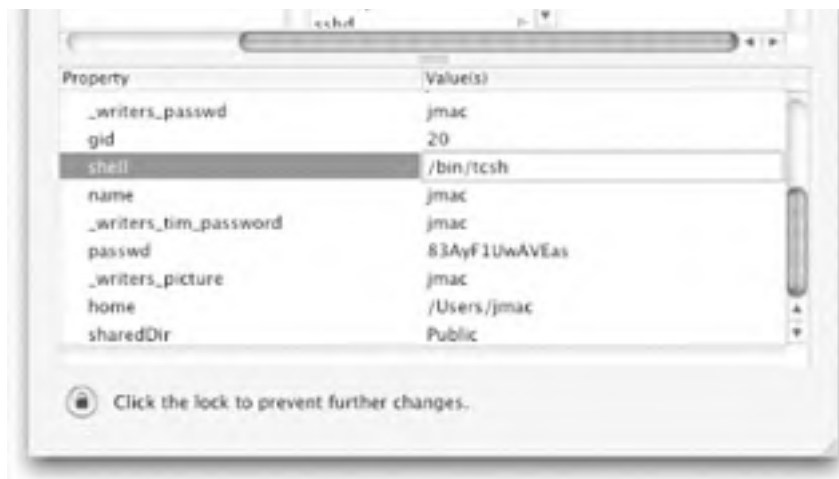 sshd
Property Value(s)
_writers_passwd jmac
gid 20
shell /bin/tcsh
name jmac
_writers_tim_password jmac
passwd 83AyF1UwAVEas
_writers_picture jmac
home /Users/jmac
sharedDir Public
Click the lock to prevent further changes.